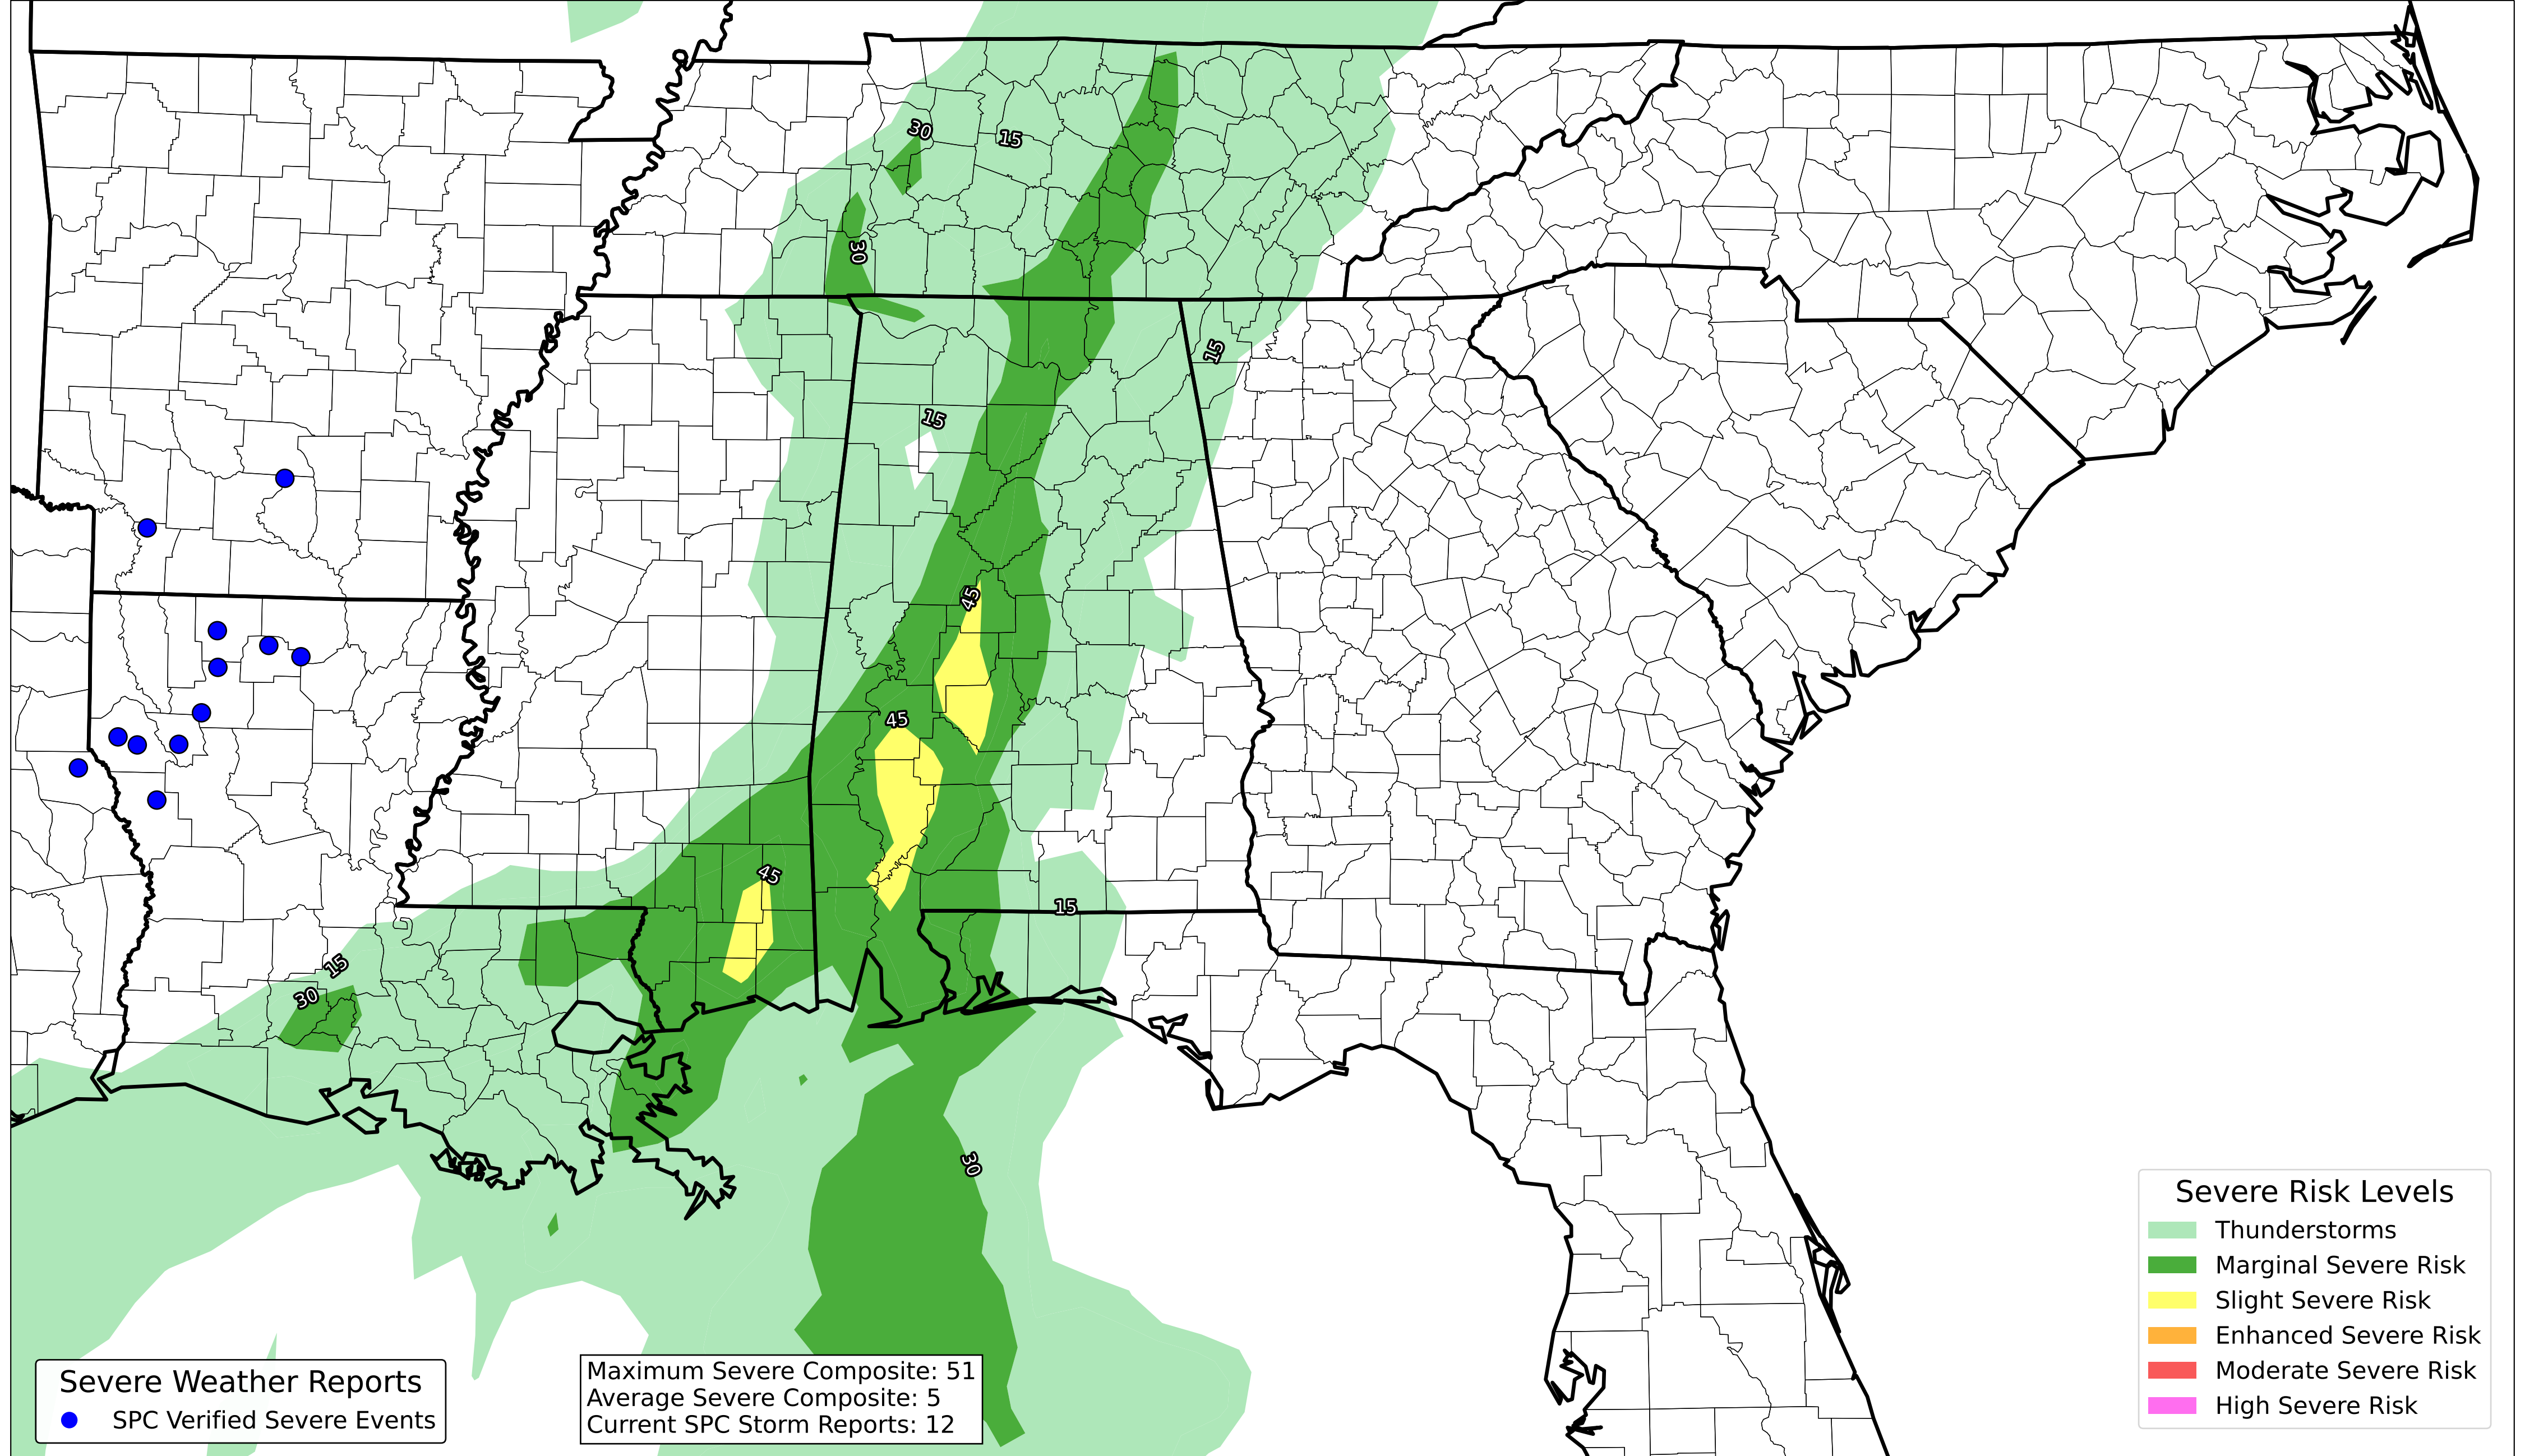 30
15
30
15
15
45
45
45
15
15
30
30
Severe Risk Levels
Thunderstorms
Marginal Severe Risk
Slight Severe Risk
Enhanced Severe Risk
Moderate Severe Risk
High Severe Risk
Severe Weather Reports
SPC Verified Severe Events
Maximum Severe Composite: 51
Average Severe Composite: 5
Current SPC Storm Reports: 12